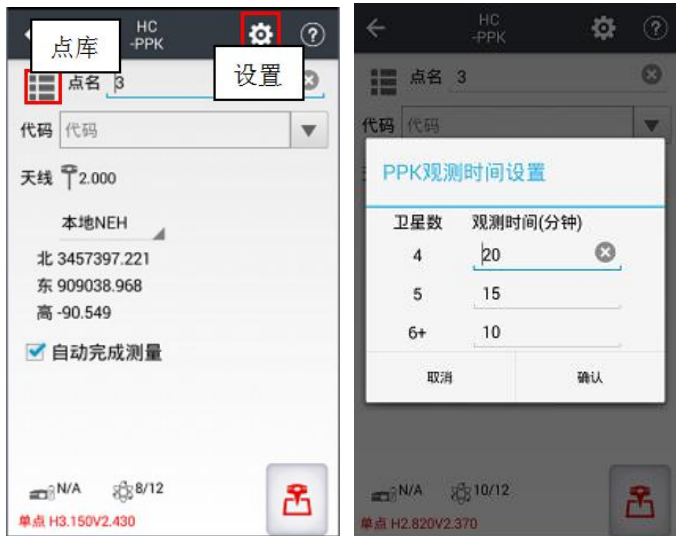 HC
-PPK
?
点库
设置
点名 3
代码 代码
天线 2.000
本地NEH
北 3457397.221
东 909038.968
高 -90.549
自动完成测量
N/A 8/12
单点 H3.150V2.430
HC
-PPK
?
点名 3
代码 代码
PPK观测时间设置
卫星数 观测时间(分钟)
4 20
5 15
6+ 10
取消 确认
N/A 10/12
单点 H2.820V2.370